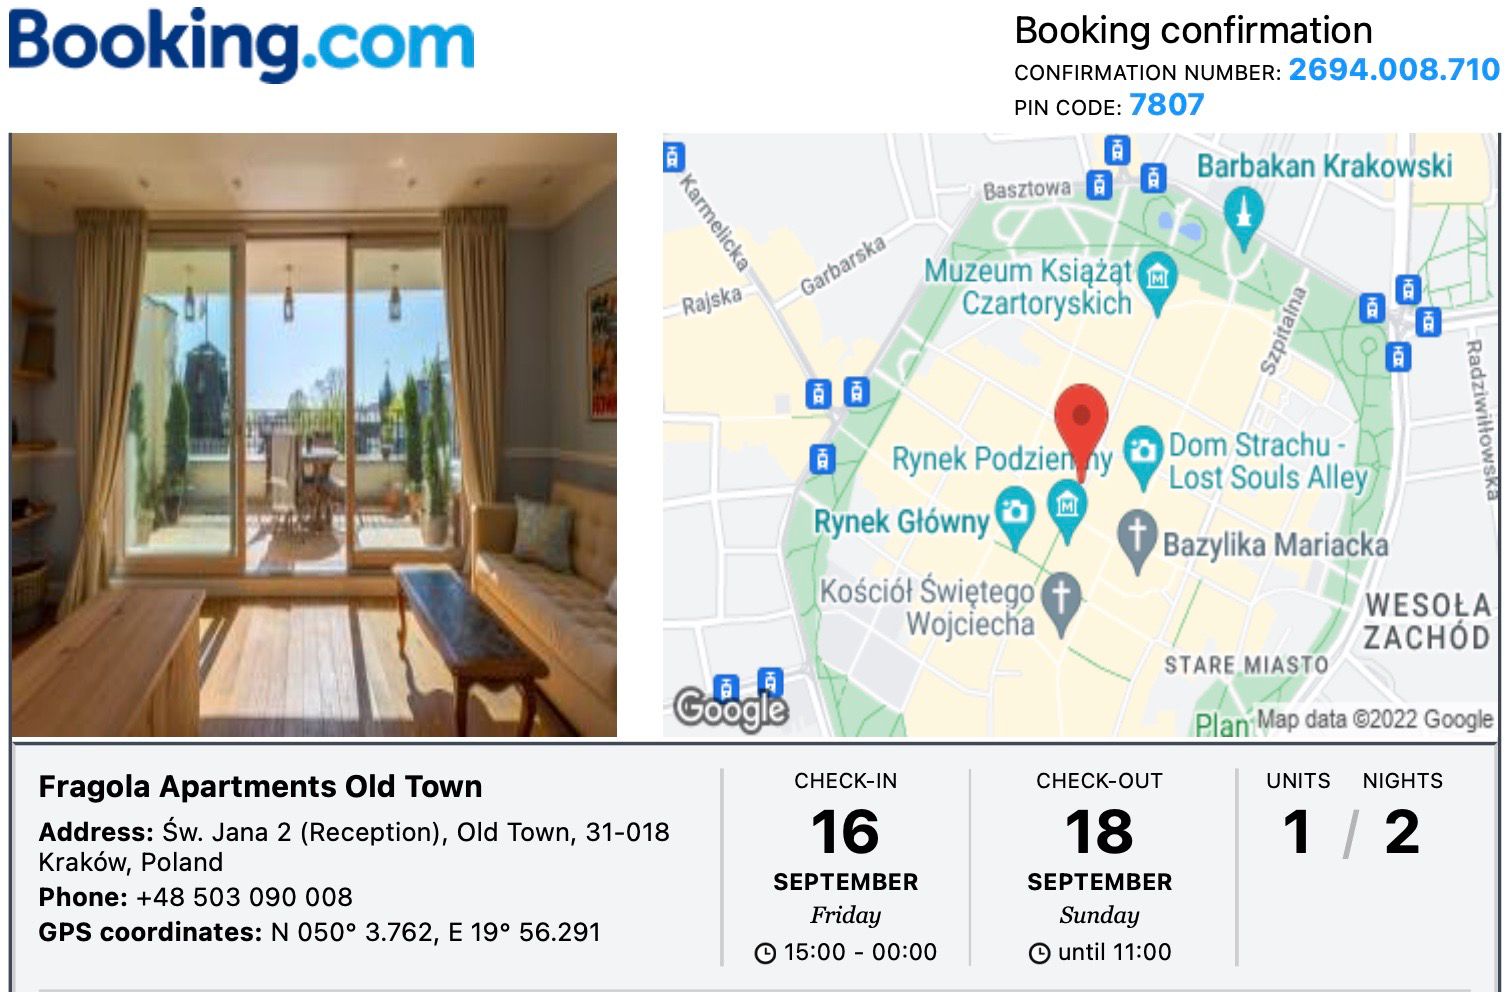 Booking.com
Booking confirmation
CONFIRMATION NUMBER: 2694.008.710
PIN CODE: 7807
Barbakan Krakowski
Basztowa
Karmelicka
Garbarska
Rajska
Muzeum Książąt
Czartoryskich
Szpitalna
Radziwiłłowska
Rynek Podziemny
Dom Strachu -
Lost Souls Alley
Rynek Główny
Bazylika Mariacka
Kościół Świętego
Wojciecha
WESOŁA
ZACHÓD
STARE MIASTO
Google
Plan
Map data ©2022 Google
Fragola Apartments Old Town
Address: Św. Jana 2 (Reception), Old Town, 31-018
Kraków, Poland
Phone: +48 503 090 008
GPS coordinates: N 050° 3.762, E 19° 56.291
CHECK-IN
16
SEPTEMBER
Friday
15:00 - 00:00
CHECK-OUT
18
SEPTEMBER
Sunday
until 11:00
UNITS NIGHTS
1 / 2